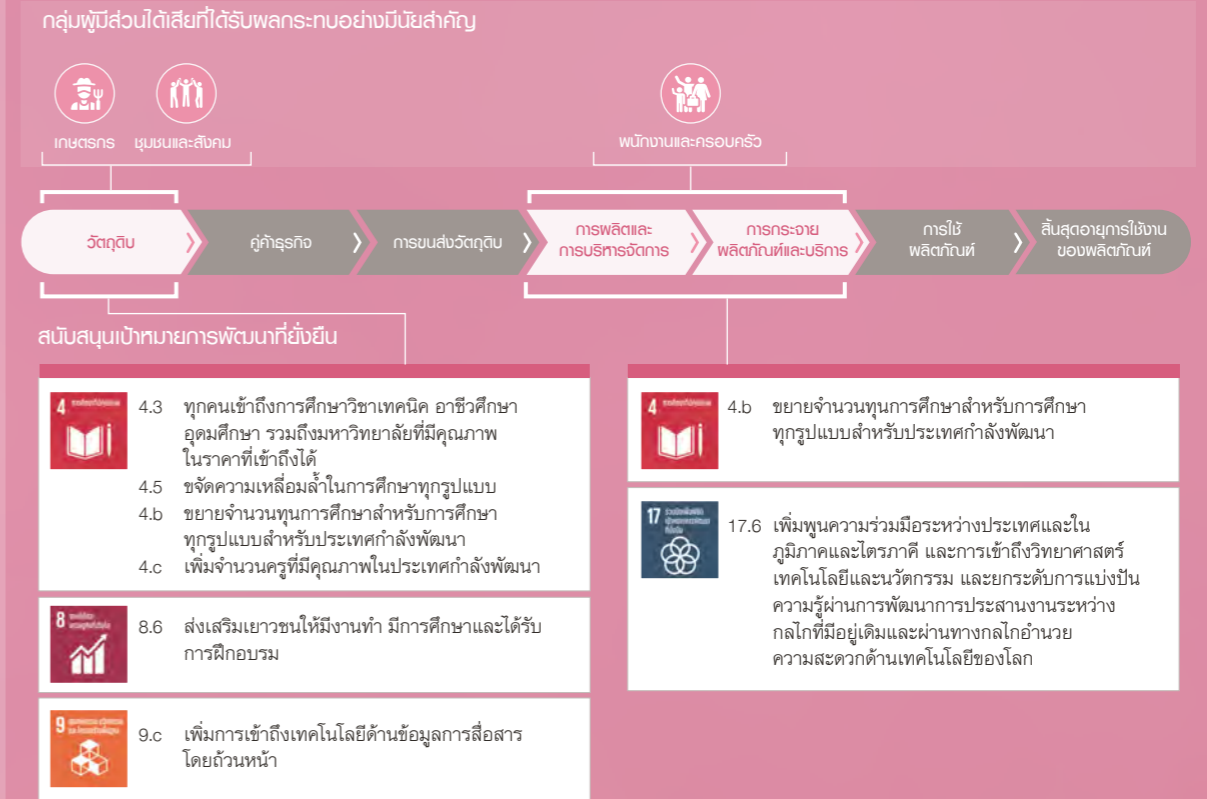 กลุ่มผู้มีส่วนได้เสียที่ได้รับผลกระทบอย่างมีนัยสำคัญ
เกษตรกร
ชุมชนและสังคม
พนักงานและครอบครัว
วัตถุดิบ
คู่ค้าธุรกิจ
การขนส่งวัตถุดิบ
การผลิตและ
การบริหารจัดการ
การกระจาย
ผลิตภัณฑ์และบริการ
การใช้
ผลิตภัณฑ์
สิ้นสุดอายุการใช้งาน
ของผลิตภัณฑ์
สนับสนุนเป้าหมายการพัฒนาที่ยั่งยืน
4
4.3 ทุกคนเข้าถึงการศึกษาวิชาเทคนิค อาชีวศึกษา
อุดมศึกษา รวมถึงมหาวิทยาลัยที่มีคุณภาพ
ในราคาที่เข้าถึงได้
4.5 ขจัดความเหลื่อมล้ำในการศึกษาทุกรูปแบบ
4.b ขยายจำนวนทุนการศึกษาสำหรับการศึกษา
ทุกรูปแบบสำหรับประเทศกำลังพัฒนา
4.c เพิ่มจำนวนครูที่มีคุณภาพในประเทศกำลังพัฒนา
8
8.6 ส่งเสริมเยาวชนให้มีงานทำ มีการศึกษาและได้รับ
การฝึกอบรม
9
9.c เพิ่มการเข้าถึงเทคโนโลยีด้านข้อมูลการสื่อสาร
โดยถ้วนหน้า
4
4.b ขยายจำนวนทุนการศึกษาสำหรับการศึกษา
ทุกรูปแบบสำหรับประเทศกำลังพัฒนา
17
17.6 เพิ่มพูนความร่วมมือระหว่างประเทศและใน
ภูมิภาคและไตรภาคี และการเข้าถึงวิทยาศาสตร์
เทคโนโลยีและนวัตกรรม และยกระดับการแบ่งปัน
ความรู้ผ่านการพัฒนาการประสานงานระหว่าง
กลไกที่มีอยู่เดิมและผ่านทางกลไกอำนวย
ความสะดวกด้านเทคโนโลยีของโลก